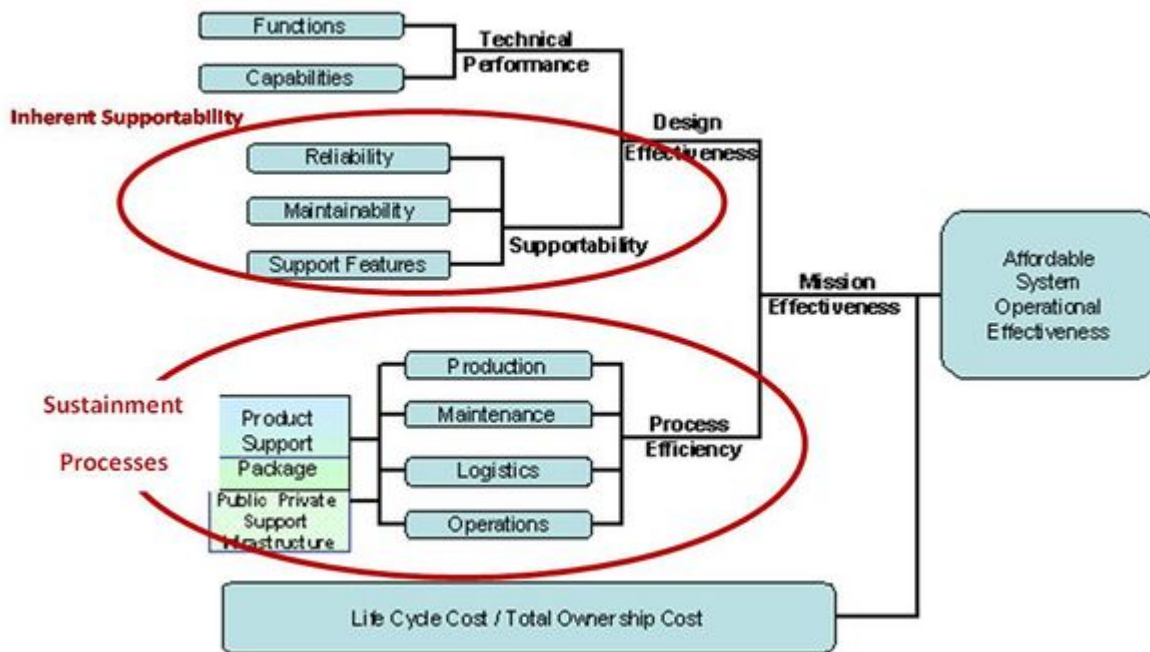 Functions
Technical
Performance
Capabilities
Inherent Supportability
Design
Effectiveness
Reliability
Maintainability
Supportability
Support Features
Mission
Effectiveness
Affordable
System
Operational
Effectiveness
Sustainment
Processes
Product
Support
Package
Public Private
Support
Infrastructure
Production
Maintenance
Logistics
Operations
Process
Efficiency
Life Cycle Cost / Total Ownership Cost